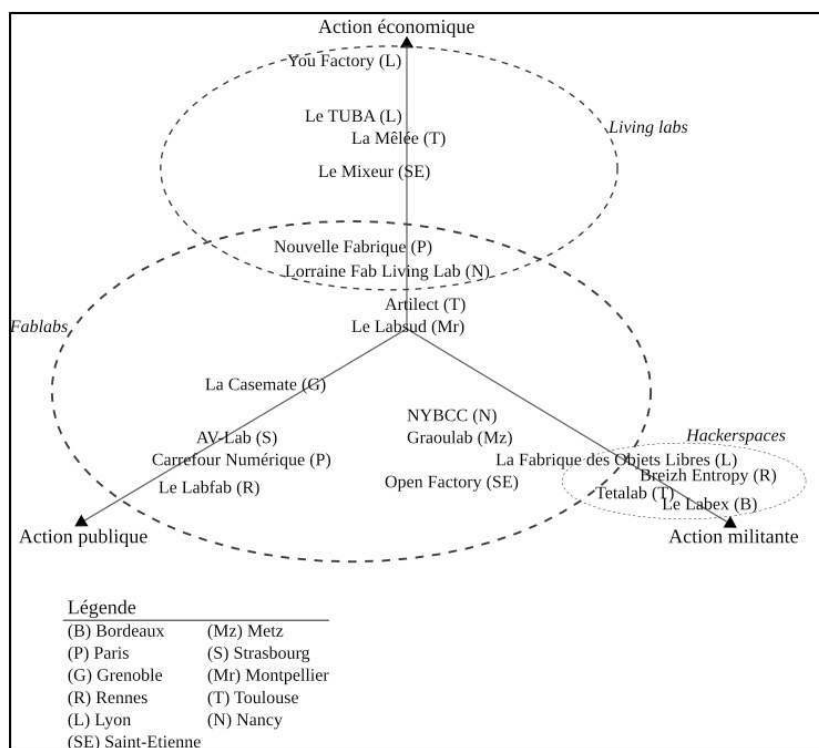 Action économique
You Factory (L)
Le TUBA (L)
Living labs
La Mêlée (T)
Le Mixeur (SE)
Nouvelle Fabrique (P)
Lorraine Fab Living Lab (N)
Artilect (T)
Fablabs
Le Labsud (Mr)
La Casemate (G)
NYBCC (N)
AV-Lab (S)
Graoulab (Mz)
Hackerspaces
Carrefour Numérique (P)
La Fabrique des Objets Libres (L)
Breizh Entropy (R)
Open Factory (SE)
Le Labfab (R)
Tetalab (T)
Le Labex (B)
Action publique
Action militante
Légende
(B) Bordeaux (Mz) Metz
(P) Paris (S) Strasbourg
(G) Grenoble (Mr) Montpellier
(R) Rennes (T) Toulouse
(L) Lyon (N) Nancy
(SE) Saint-Etienne